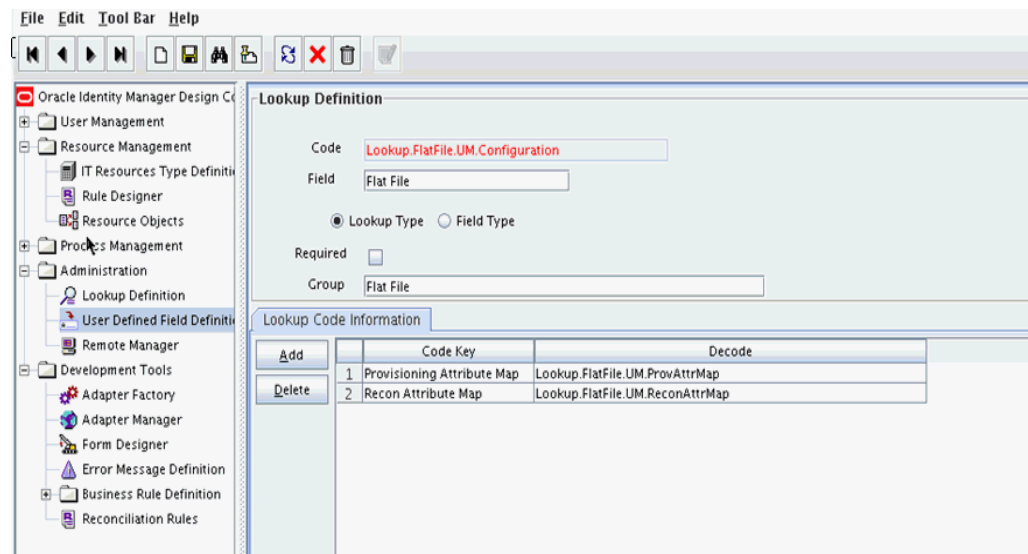 File Edit Tool Bar Help
Oracle Identity Manager Design Co
User Management
Resource Management
IT Resources Type Definiti
Rule Designer
Resource Objects
Process Management
Administration
Lookup Definition
User Defined Field Definiti
Remote Manager
Development Tools
Adapter Factory
Adapter Manager
Form Designer
Error Message Definition
Business Rule Definition
Reconciliation Rules
Lookup Definition
Code Lookup.FlatFile.UM.Configuration
Field Flat File
Lookup Type Field Type
Required
Group Flat File
Lookup Code Information
Add
Delete
Code Key Decode
1 Provisioning Attribute Map Lookup.FlatFile.UM.ProvAttrMap
2 Recon Attribute Map Lookup.FlatFile.UM.ReconAttrMap